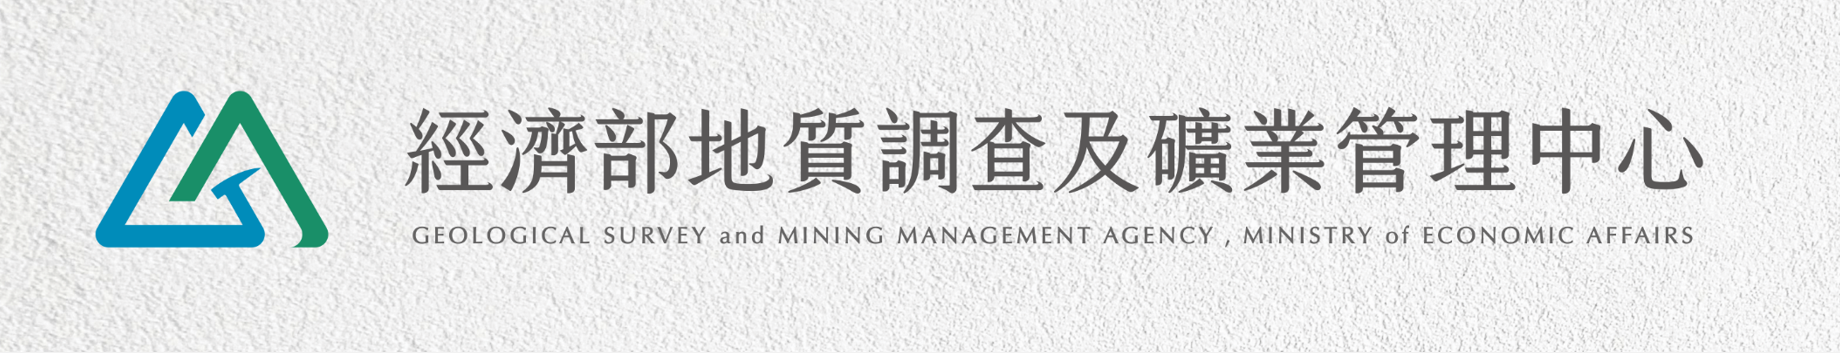 經濟部地質調查及礦業管理中心
GEOLOGICAL SURVEY and MINING MANAGEMENT AGENCY , MINISTRY of ECONOMIC AFFAIRS